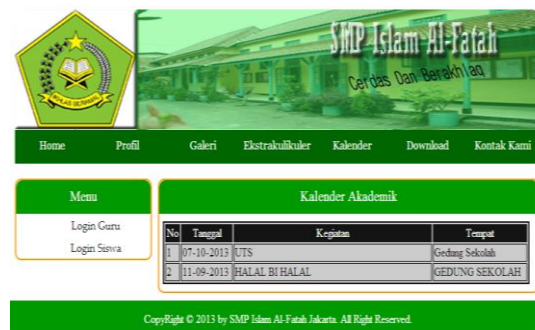 SMP Islam Al-Fatah
Cerdas Dan Berakhlaq
IKHLAS BERAMAL
Home Profil Galeri Ekstrakulikuler Kalender Download Kontak Kami
Menu
Login Guru
Login Siswa
Kalender Akademik
No Tanggal Kegiatan Tempat
1 07-10-2013 UTS Gedung Sekolah
2 11-09-2013 HALAL BI HALAL GEDUNG SEKOLAH
CopyRight © 2013 by SMP Islam Al-Fatah Jakarta. All Right Reserved.